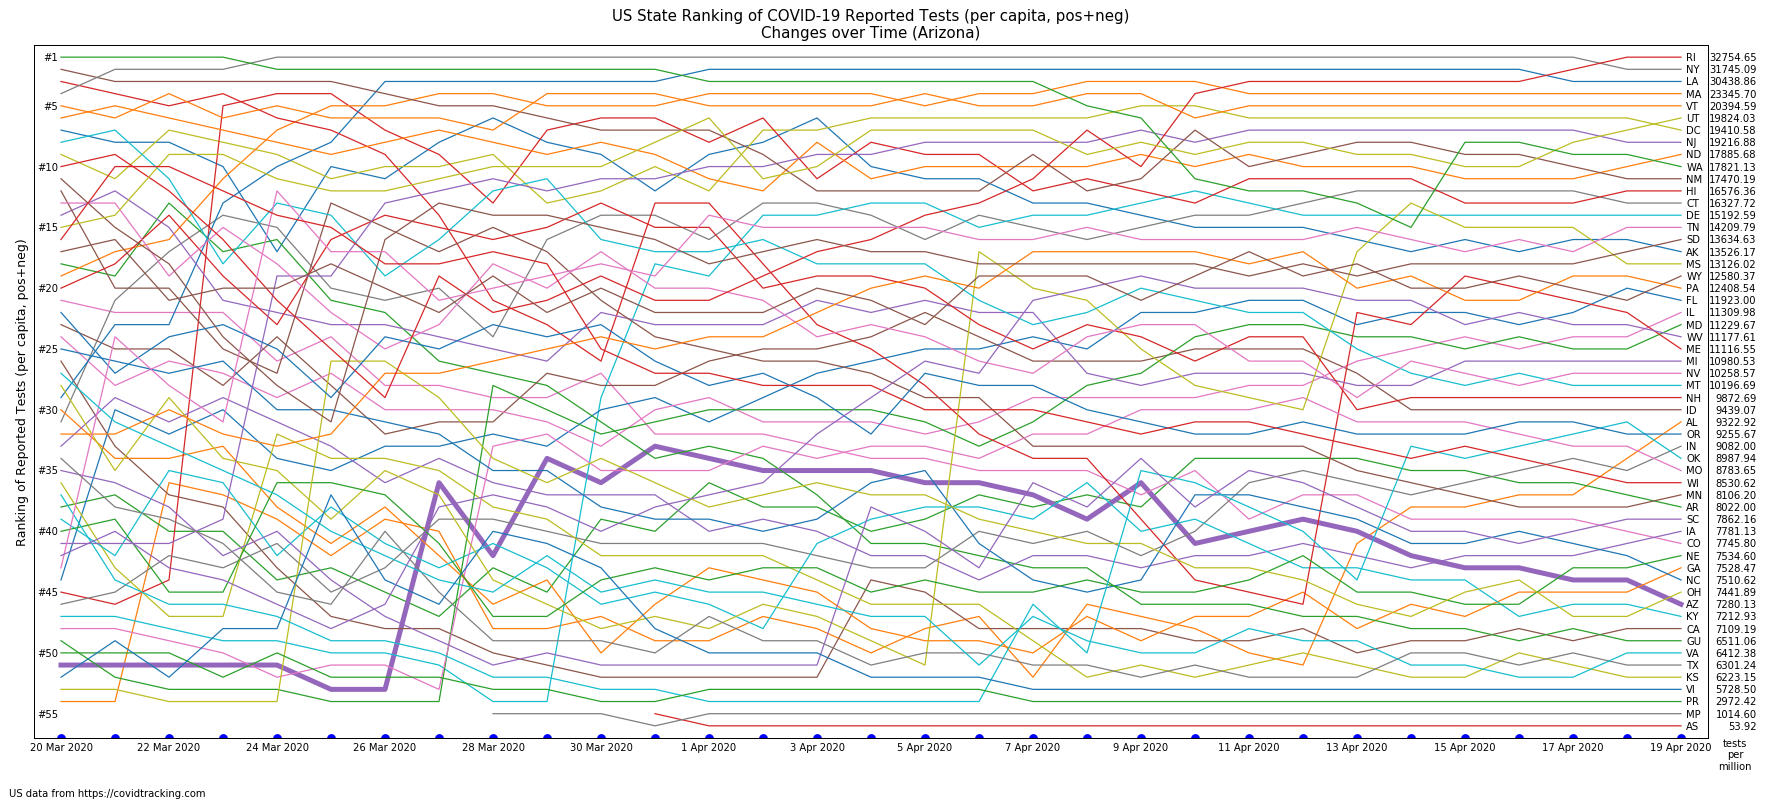 US State Ranking of COVID-19 Reported Tests (per capita, pos+neg)
Changes over Time (Arizona)
Ranking of Reported Tests (per capita, pos+neg)
#1
#5
#10
#15
#20
#25
#30
#35
#40
#45
#50
#55
RI 32754.65
NY 31745.09
LA 30438.86
MA 23345.70
VT 20394.59
UT 19824.03
DC 19410.58
NJ 19216.88
ND 17885.68
WA 17821.13
NM 17470.19
HI 16576.36
CT 16327.72
DE 15192.59
TN 14209.79
SD 13634.63
AK 13526.17
MS 13126.02
WY 12580.37
PA 12408.54
FL 11923.00
IL 11309.98
MD 11229.67
WV 11177.61
ME 11116.55
MI 10980.53
NV 10258.57
MT 10196.69
NH 9872.69
ID 9439.07
AL 9322.92
OR 9255.67
IN 9082.00
OK 8987.94
MO 8783.65
WI 8530.62
MN 8106.20
AR 8022.00
SC 7862.16
IA 7781.13
CO 7745.80
NE 7534.60
GA 7528.47
NC 7510.62
OH 7441.89
AZ 7280.13
KY 7212.93
CA 7109.19
GU 6511.06
VA 6412.38
TX 6301.24
KS 6223.15
VI 5728.50
PR 2972.42
MP 1014.60
AS 53.92
20 Mar 2020 22 Mar 2020 24 Mar 2020 26 Mar 2020 28 Mar 2020 30 Mar 2020 1 Apr 2020 3 Apr 2020 5 Apr 2020 7 Apr 2020 9 Apr 2020 11 Apr 2020 13 Apr 2020 15 Apr 2020 17 Apr 2020 19 Apr 2020
tests
per
million
US data from https://covidtracking.com